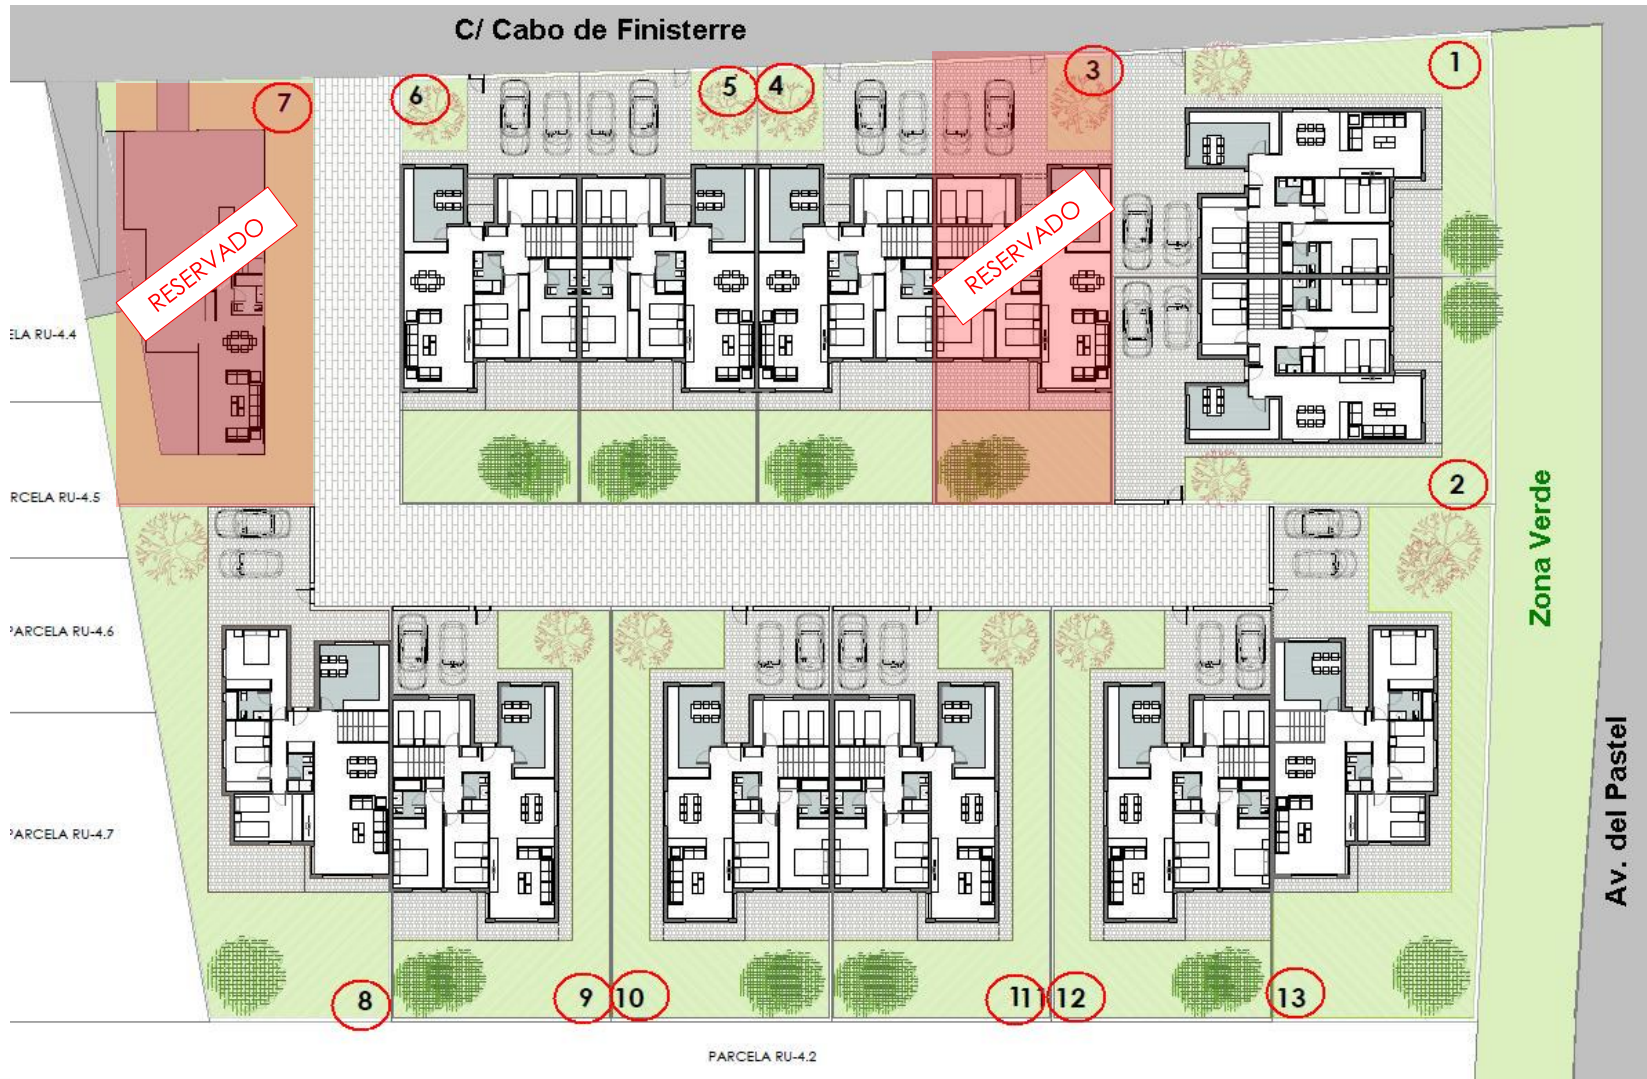 C/ Cabo de Finisterre
1
3
7
6
5
4
RESERVADO
RESERVADO
ELA RU-4.4
2
RCELA RU-4.5
Zona Verde
PARCELA RU-4.6
Av. del Pastel
PARCELA RU-4.7
8
9
10
11
12
13
PARCELA RU-4.2